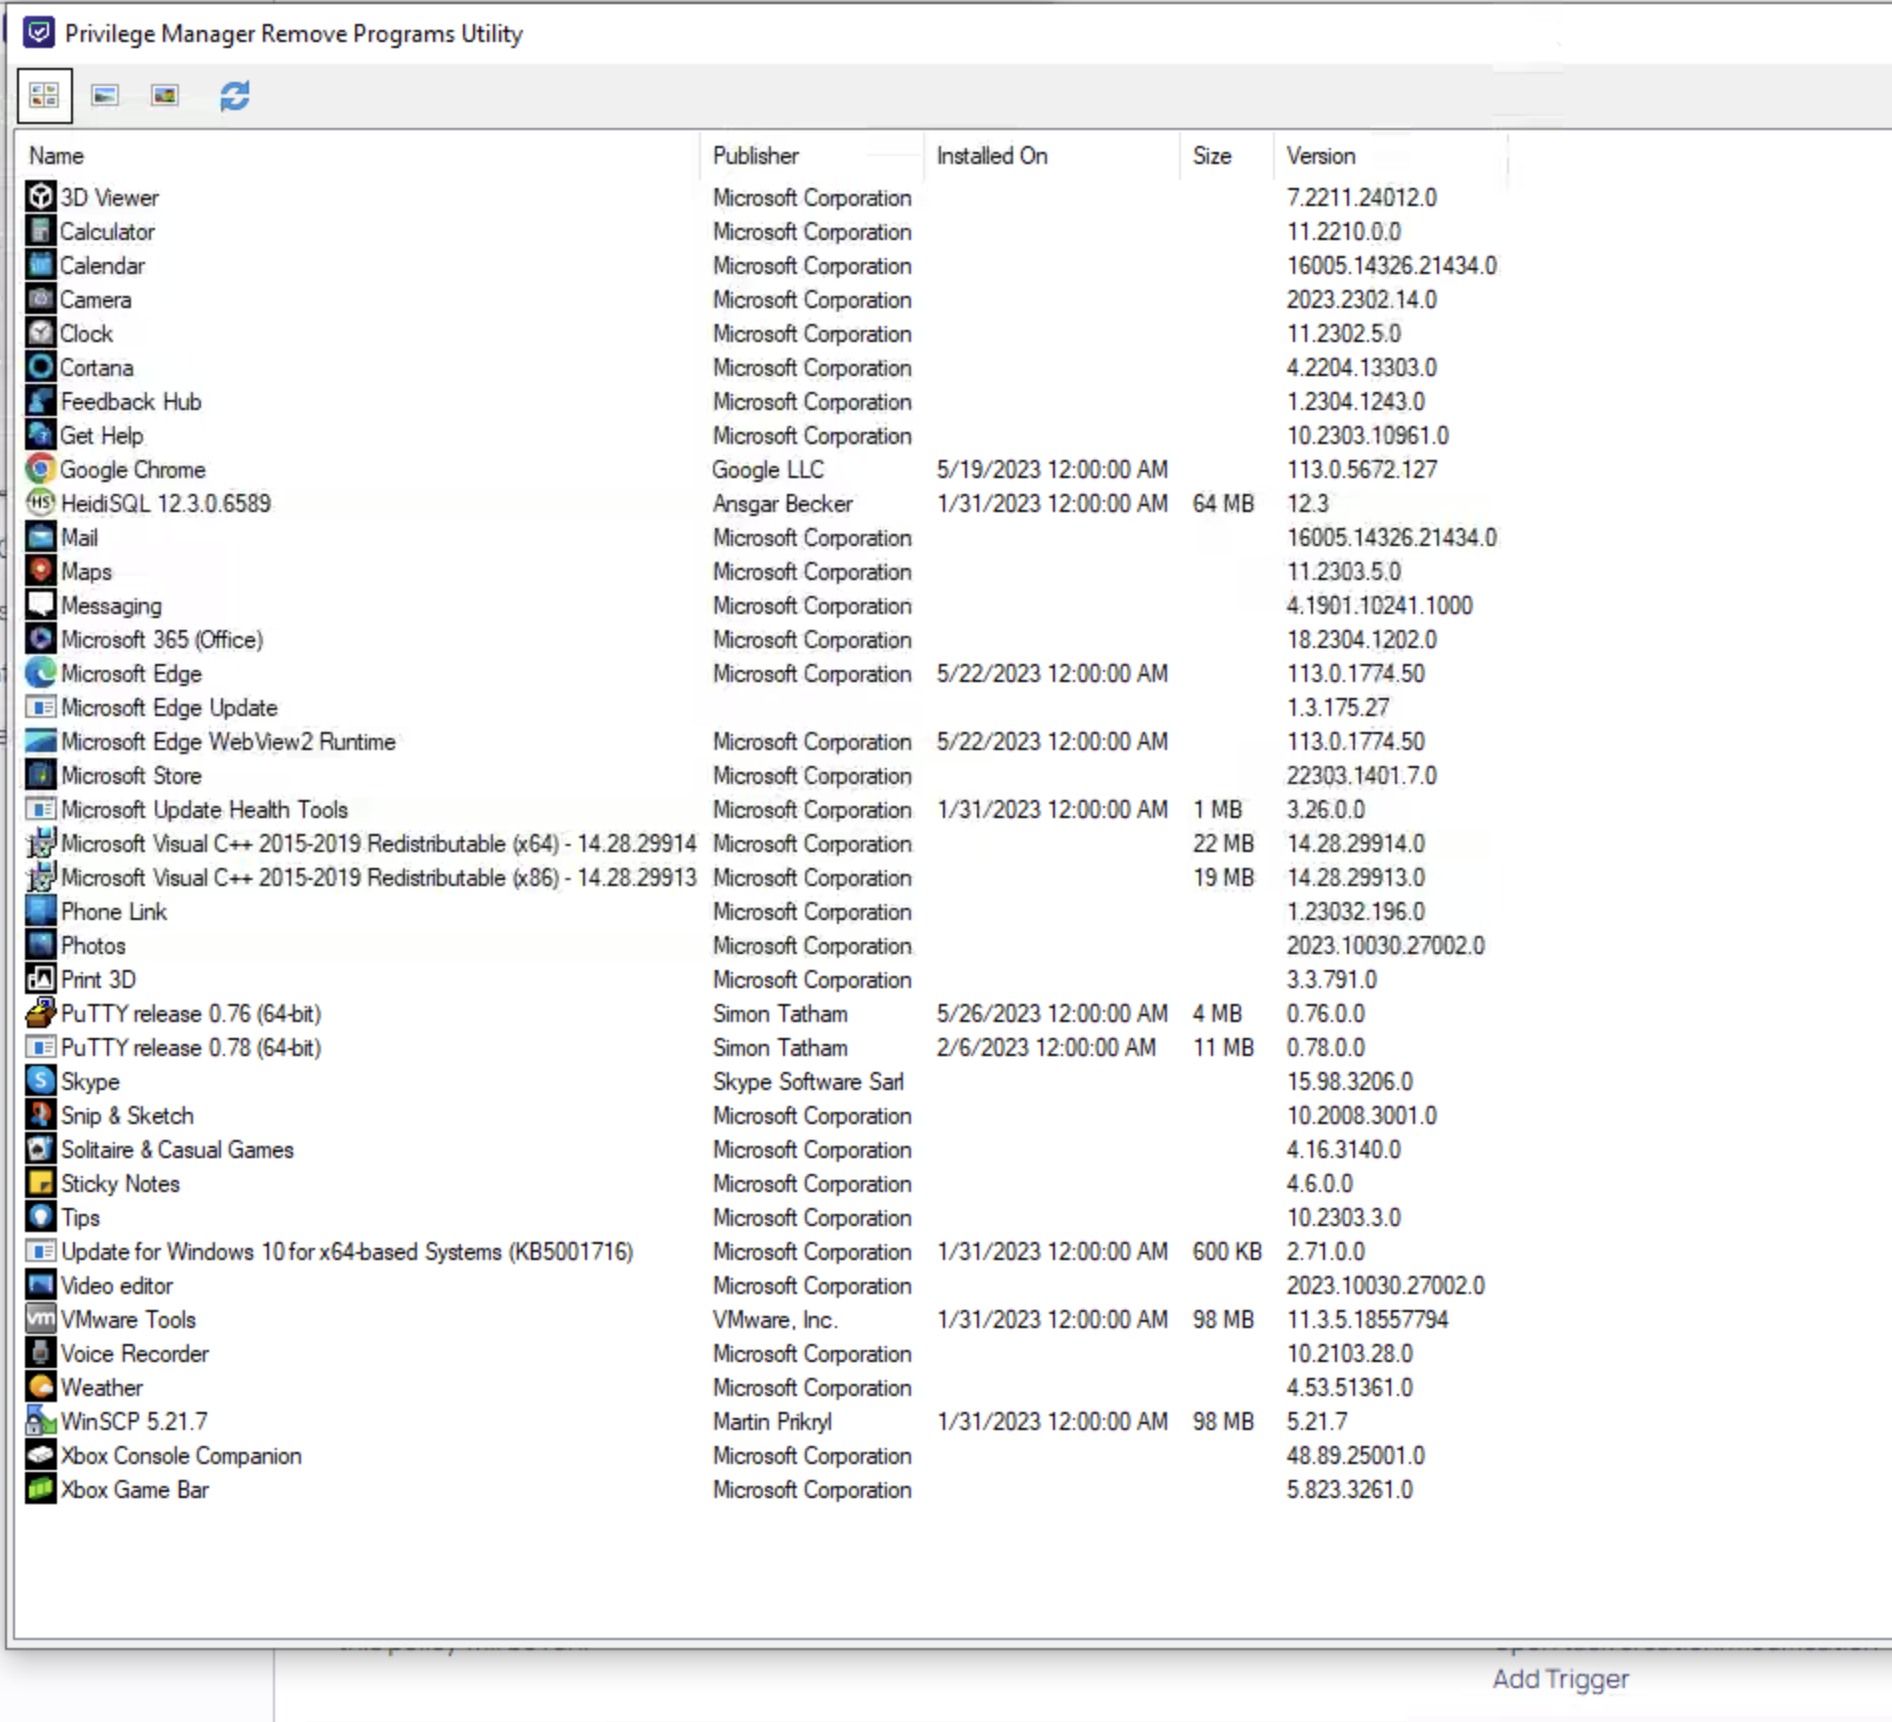 Privilege Manager Remove Programs Utility
Name Publisher Installed On Size Version
3D Viewer Microsoft Corporation 7.2211.24012.0
Calculator Microsoft Corporation 11.2210.0.0
Calendar Microsoft Corporation 16005.14326.21434.0
Camera Microsoft Corporation 2023.2302.14.0
Clock Microsoft Corporation 11.2302.5.0
Cortana Microsoft Corporation 4.2204.13303.0
Feedback Hub Microsoft Corporation 1.2304.1243.0
Get Help Microsoft Corporation 10.2303.10961.0
Google Chrome Google LLC 5/19/2023 12:00:00 AM 113.0.5672.127
HS HeidiSQL 12.3.0.6589 Ansgar Becker 1/31/2023 12:00:00 AM 64 MB 12.3
Mail Microsoft Corporation 16005.14326.21434.0
Maps Microsoft Corporation 11.2303.5.0
Messaging Microsoft Corporation 4.1901.10241.1000
Microsoft 365 (Office) Microsoft Corporation 18.2304.1202.0
Microsoft Edge Microsoft Corporation 5/22/2023 12:00:00 AM 113.0.1774.50
Microsoft Edge Update 1.3.175.27
Microsoft Edge WebView2 Runtime Microsoft Corporation 5/22/2023 12:00:00 AM 113.0.1774.50
Microsoft Store Microsoft Corporation 22303.1401.7.0
Microsoft Update Health Tools Microsoft Corporation 1/31/2023 12:00:00 AM 1 MB 3.26.0.0
Microsoft Visual C++ 2015-2019 Redistributable (x64) - 14.28.29914 Microsoft Corporation 22 MB 14.28.29914.0
Microsoft Visual C++ 2015-2019 Redistributable (x86) - 14.28.29913 Microsoft Corporation 19 MB 14.28.29913.0
Phone Link Microsoft Corporation 1.23032.196.0
Photos Microsoft Corporation 2023.10030.27002.0
Print 3D Microsoft Corporation 3.3.791.0
PuTTY release 0.76 (64-bit) Simon Tatham 5/26/2023 12:00:00 AM 4 MB 0.76.0.0
PuTTY release 0.78 (64-bit) Simon Tatham 2/6/2023 12:00:00 AM 11 MB 0.78.0.0
S Skype Skype Software Sarl 15.98.3206.0
Snip & Sketch Microsoft Corporation 10.2008.3001.0
Solitaire & Casual Games Microsoft Corporation 4.16.3140.0
Sticky Notes Microsoft Corporation 4.6.0.0
Tips Microsoft Corporation 10.2303.3.0
Update for Windows 10 for x64-based Systems (KB5001716) Microsoft Corporation 1/31/2023 12:00:00 AM 600 KB 2.71.0.0
Video editor Microsoft Corporation 2023.10030.27002.0
vm VMware Tools VMware, Inc. 1/31/2023 12:00:00 AM 98 MB 11.3.5.18557794
Voice Recorder Microsoft Corporation 10.2103.28.0
Weather Microsoft Corporation 4.53.51361.0
WinSCP 5.21.7 Martin Prikryl 1/31/2023 12:00:00 AM 98 MB 5.21.7
Xbox Console Companion Microsoft Corporation 48.89.25001.0
Xbox Game Bar Microsoft Corporation 5.823.3261.0
Add Trigger